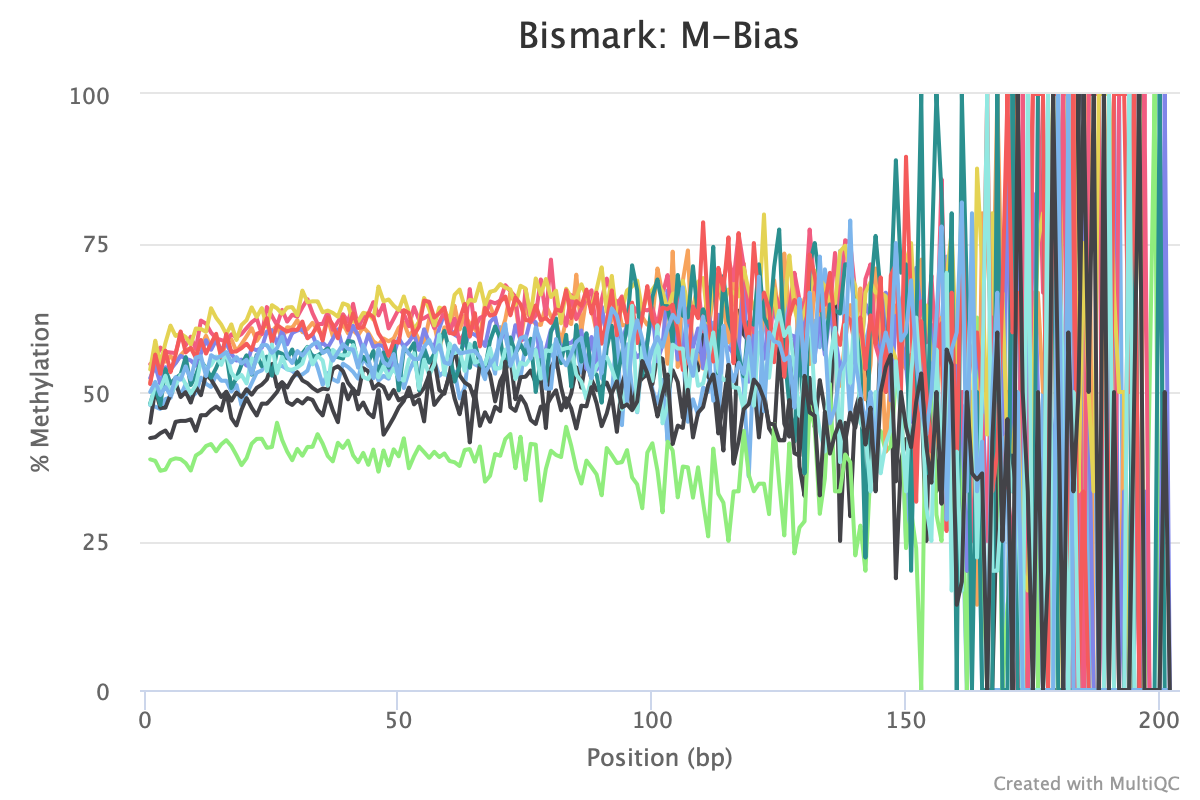 Bismark: M-Bias
100
75
50
25
0
% Methylation
0 50 100 150 200
Position (bp)
Created with MultiQC